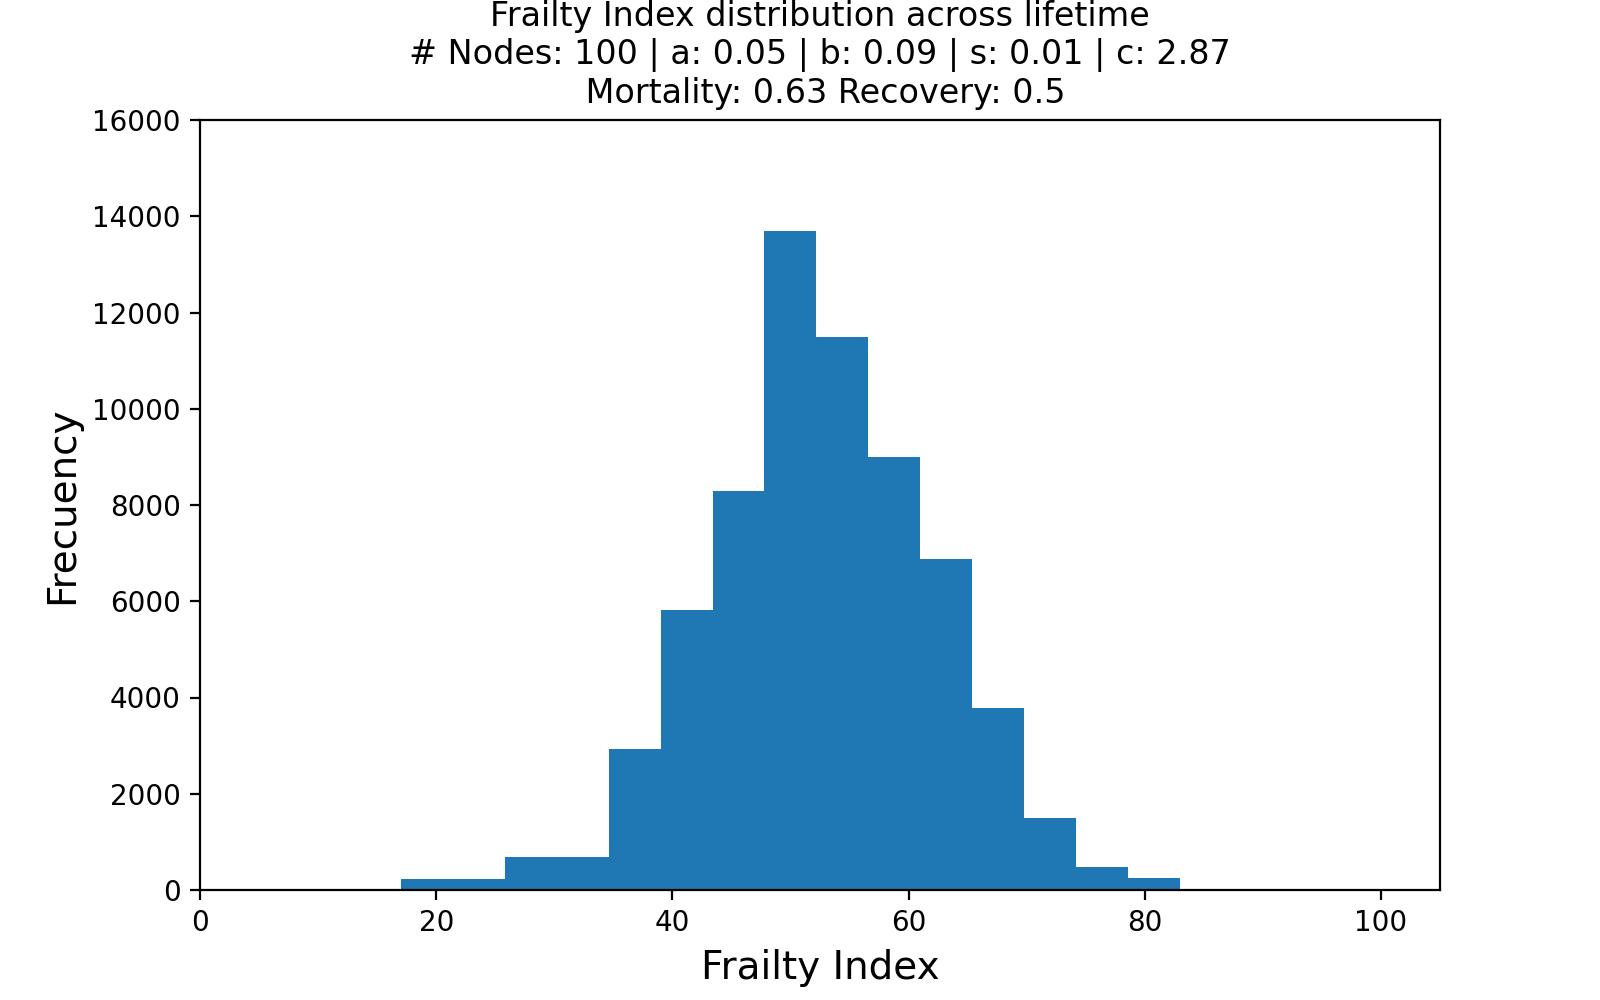 Frailty Index distribution across lifetime
# Nodes: 100 | a: 0.05 | b: 0.09 | s: 0.01 | c: 2.87
Mortality: 0.63 Recovery: 0.5
16000
14000
12000
10000
8000
6000
4000
2000
0
Frecuency
0 20 40 60 80 100
Frailty Index